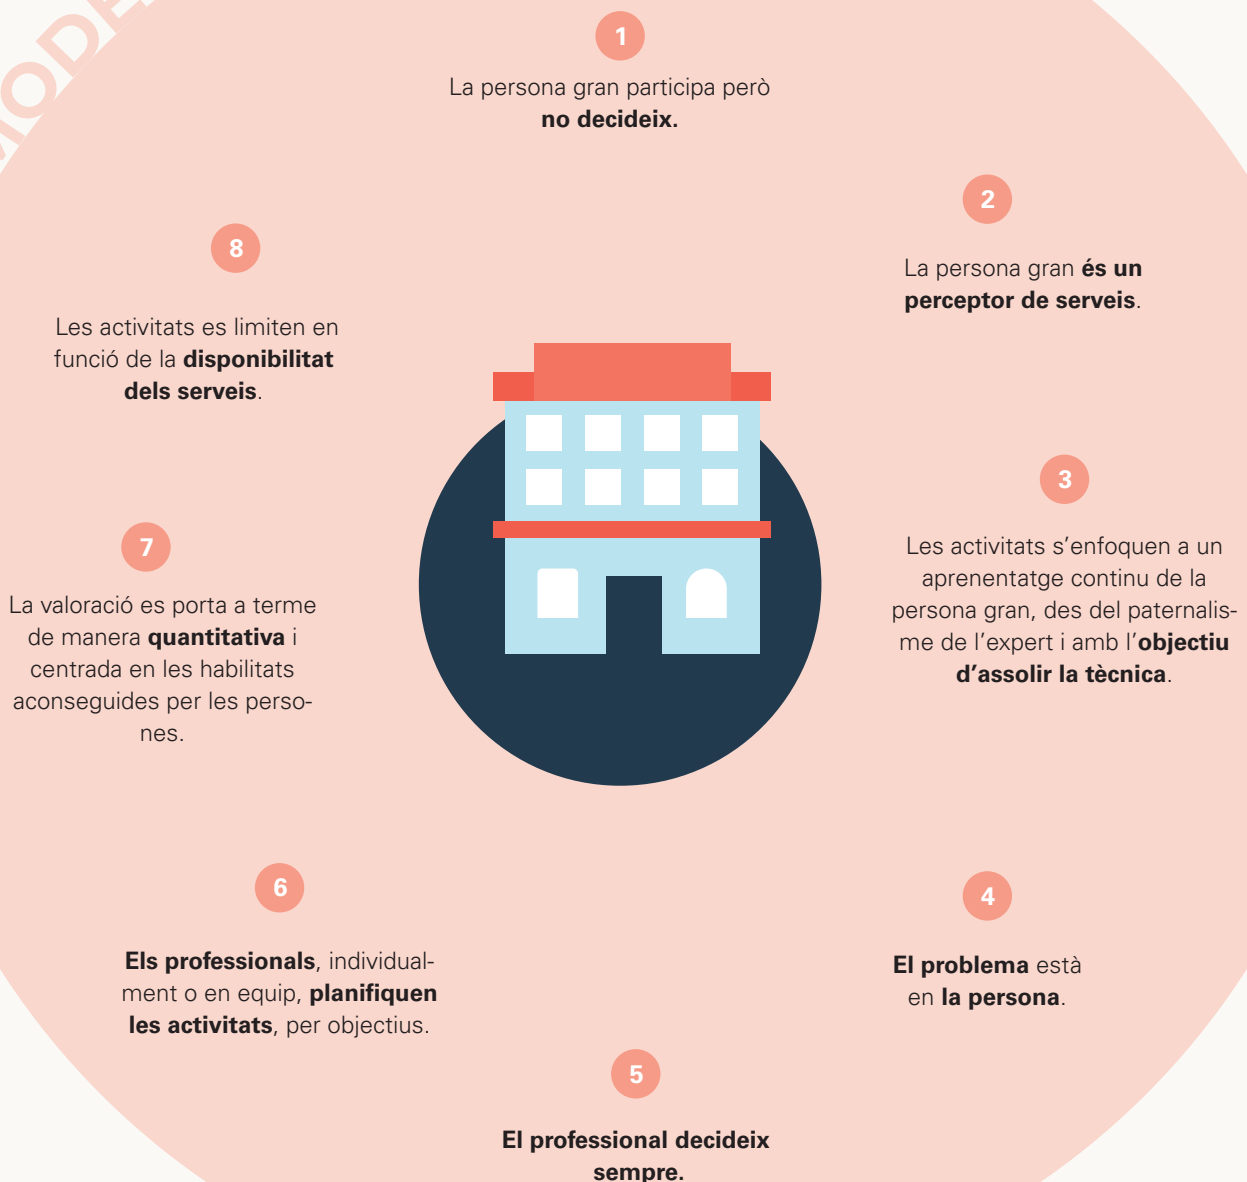 MODE
1
La persona gran participa però
no decideix.
2
La persona gran és un
perceptor de serveis.
3
Les activitats s’enfoquen a un
aprenentatge continu de la
persona gran, des del paternalis-
me de l’expert i amb l’objectiu
d’assolir la tècnica.
4
El problema està
en la persona.
5
El professional decideix
sempre.
6
Els professionals, individual-
ment o en equip, planifiquen
les activitats, per objectius.
7
La valoració es porta a terme
de manera quantitativa i
centrada en les habilitats
aconseguides per les perso-
nes.
8
Les activitats es limiten en
funció de la disponibilitat
dels serveis.